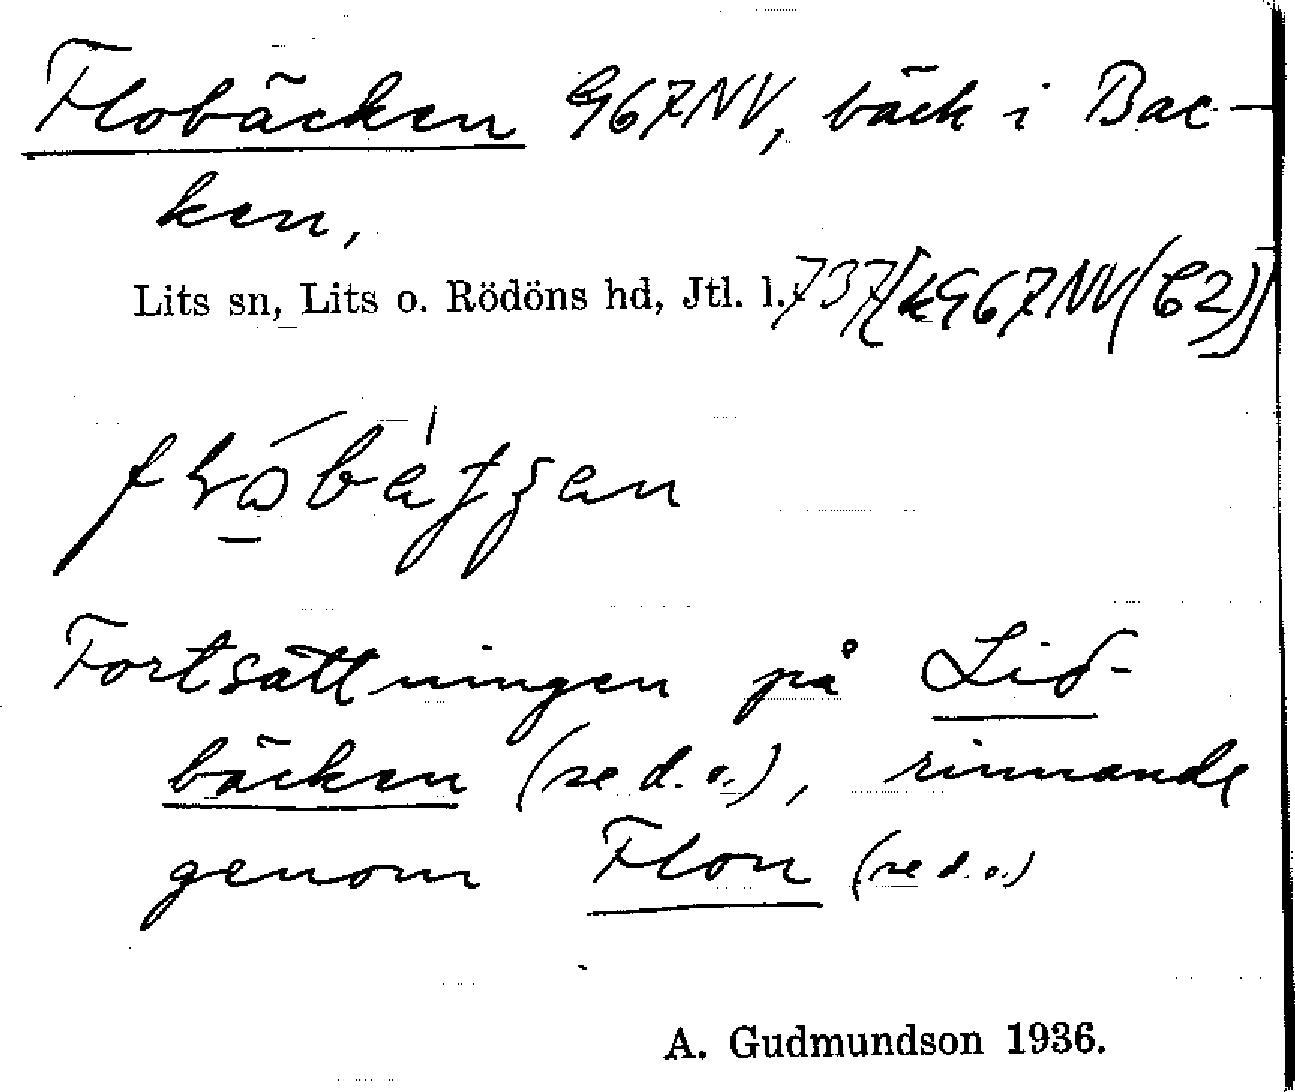 Flobäcken 967NV, bäck i Bac-
ken,
Lits sn, Lits o. Rödöns hd, Jtl. l. 737[k967NV(C2)]
Fortsättningen på Lid-
bäcken (se d. o.), rinnande
genom Flon (se d. o.)
A. Gudmundson 1936.